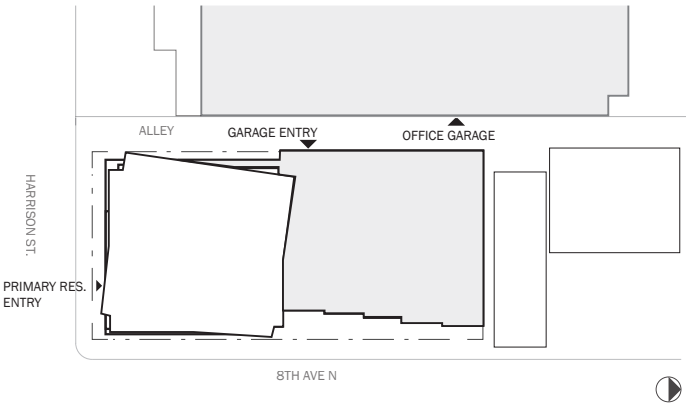 ALLEY
GARAGE ENTRY
OFFICE GARAGE
HARRISON ST.
PRIMARY RES.
ENTRY
8TH AVE N